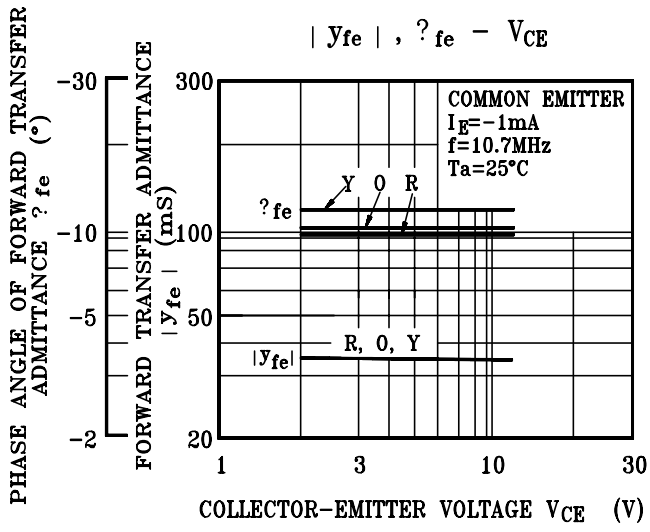 | yfe | , ?fe – VCE
PHASE ANGLE OF FORWARD TRANSFER
ADMITTANCE ?fe (°)
-30
-10
-5
-2
FORWARD TRANSFER ADMITTANCE
|yfe | (mS)
300
100
50
20
COMMON EMITTER
IE=-1mA
f=10.7MHz
Ta=25°C
Y O R
?fe
R, O, Y
|yfe|
1 3 10 30
COLLECTOR-EMITTER VOLTAGE VCE (V)